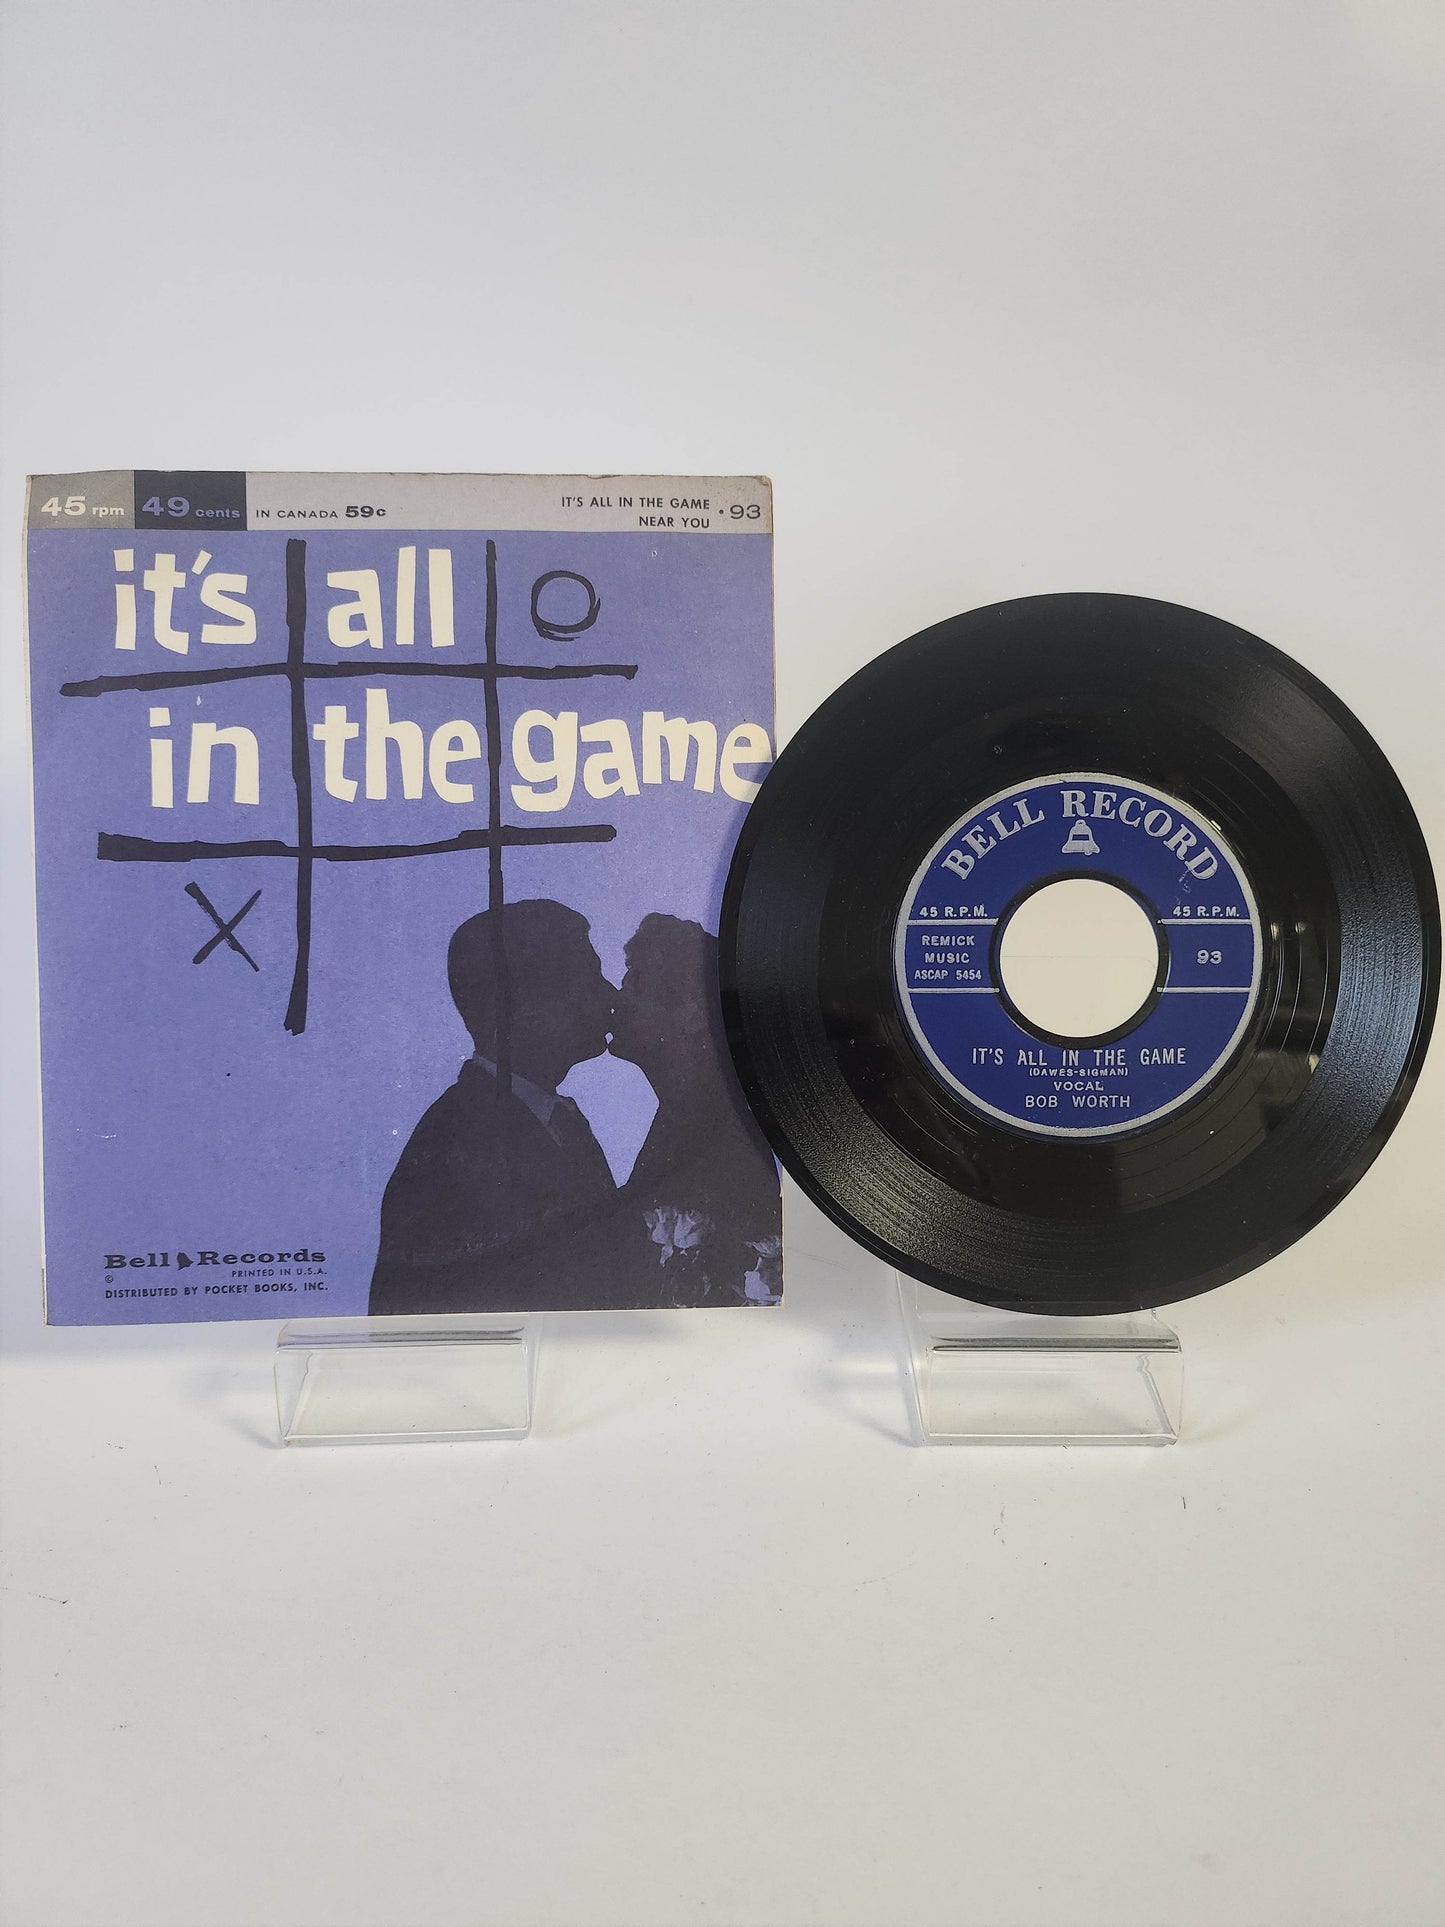 45 rpm 49 cents IN CANADA 59c IT'S ALL IN THE GAME
NEAR YOU • 93
it's all O
in the game
X
Bell Records
PRINTED IN U.S.A.
©
DISTRIBUTED BY POCKET BOOKS, INC.
BELL RECORD
45 R.P.M. 45 R.P.M.
REMICK
MUSIC 93
ASCAP 5454
IT'S ALL IN THE GAME
(DAWES-SIGMAN)
VOCAL
BOB WORTH